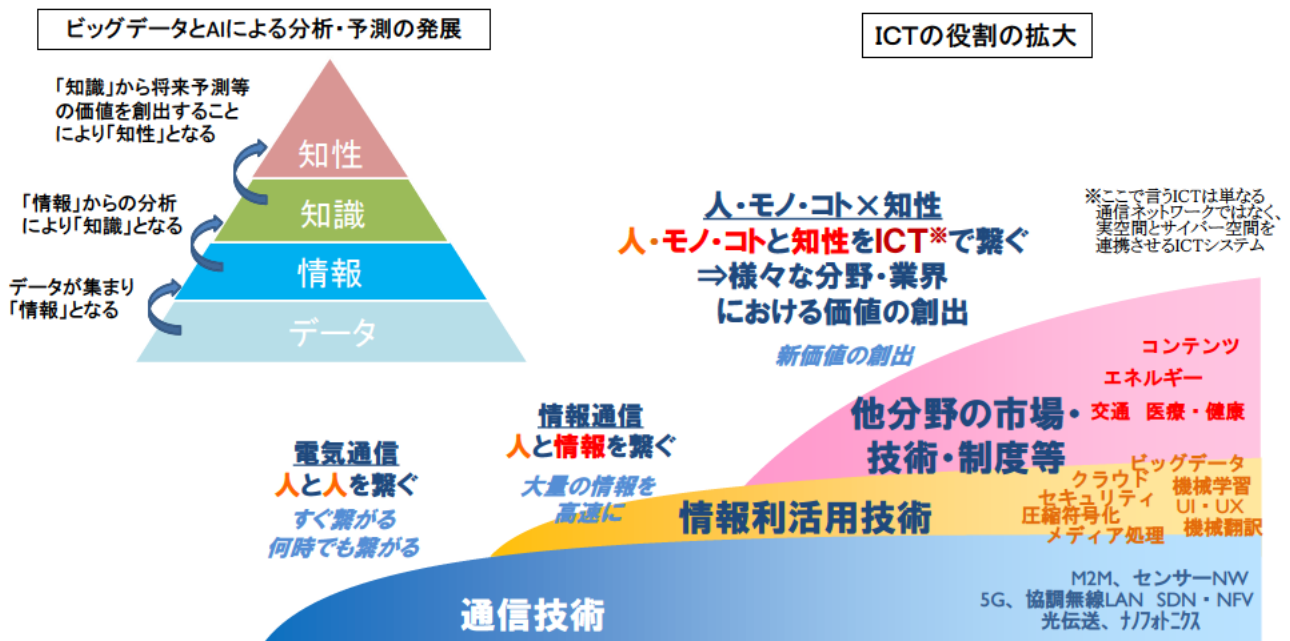 ビッグデータとAIによる分析・予測の発展
「知識」から将来予測等
の価値を創出すること
により「知性」となる
「情報」からの分析
により「知識」となる
データが集まり
「情報」となる
知性
知識
情報
データ
ICTの役割の拡大
人・モノ・コト×知性
人・モノ・コトと知性をICT※で繋ぐ
⇒様々な分野・業界
における価値の創出
新価値の創出
※ここで言うICTは単なる
通信ネットワークではなく、
実空間とサイバー空間を
連携させるICTシステム
情報通信
人と情報を繋ぐ
大量の情報を
高速に
電気通信
人と人を繋ぐ
すぐ繋がる
何時でも繋がる
他分野の市場・
技術・制度等
コンテンツ
エネルギー
交通 医療・健康
情報利活用技術
ビッグデータ
クラウド 機械学習
セキュリティ UI・UX
圧縮符号化
メディア処理 機械翻訳
通信技術
M2M、センサーNW
5G、協調無線LAN SDN・NFV
光伝送、ナノフォトニクス